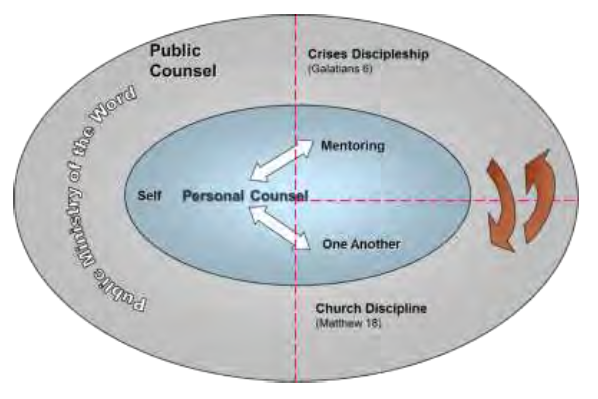 Public
Counsel
Crises Discipleship
(Galatians 6)
Public Ministry of the Word
Mentoring
Self
Personal Counsel
One Another
Church Discipline
(Matthew 18)